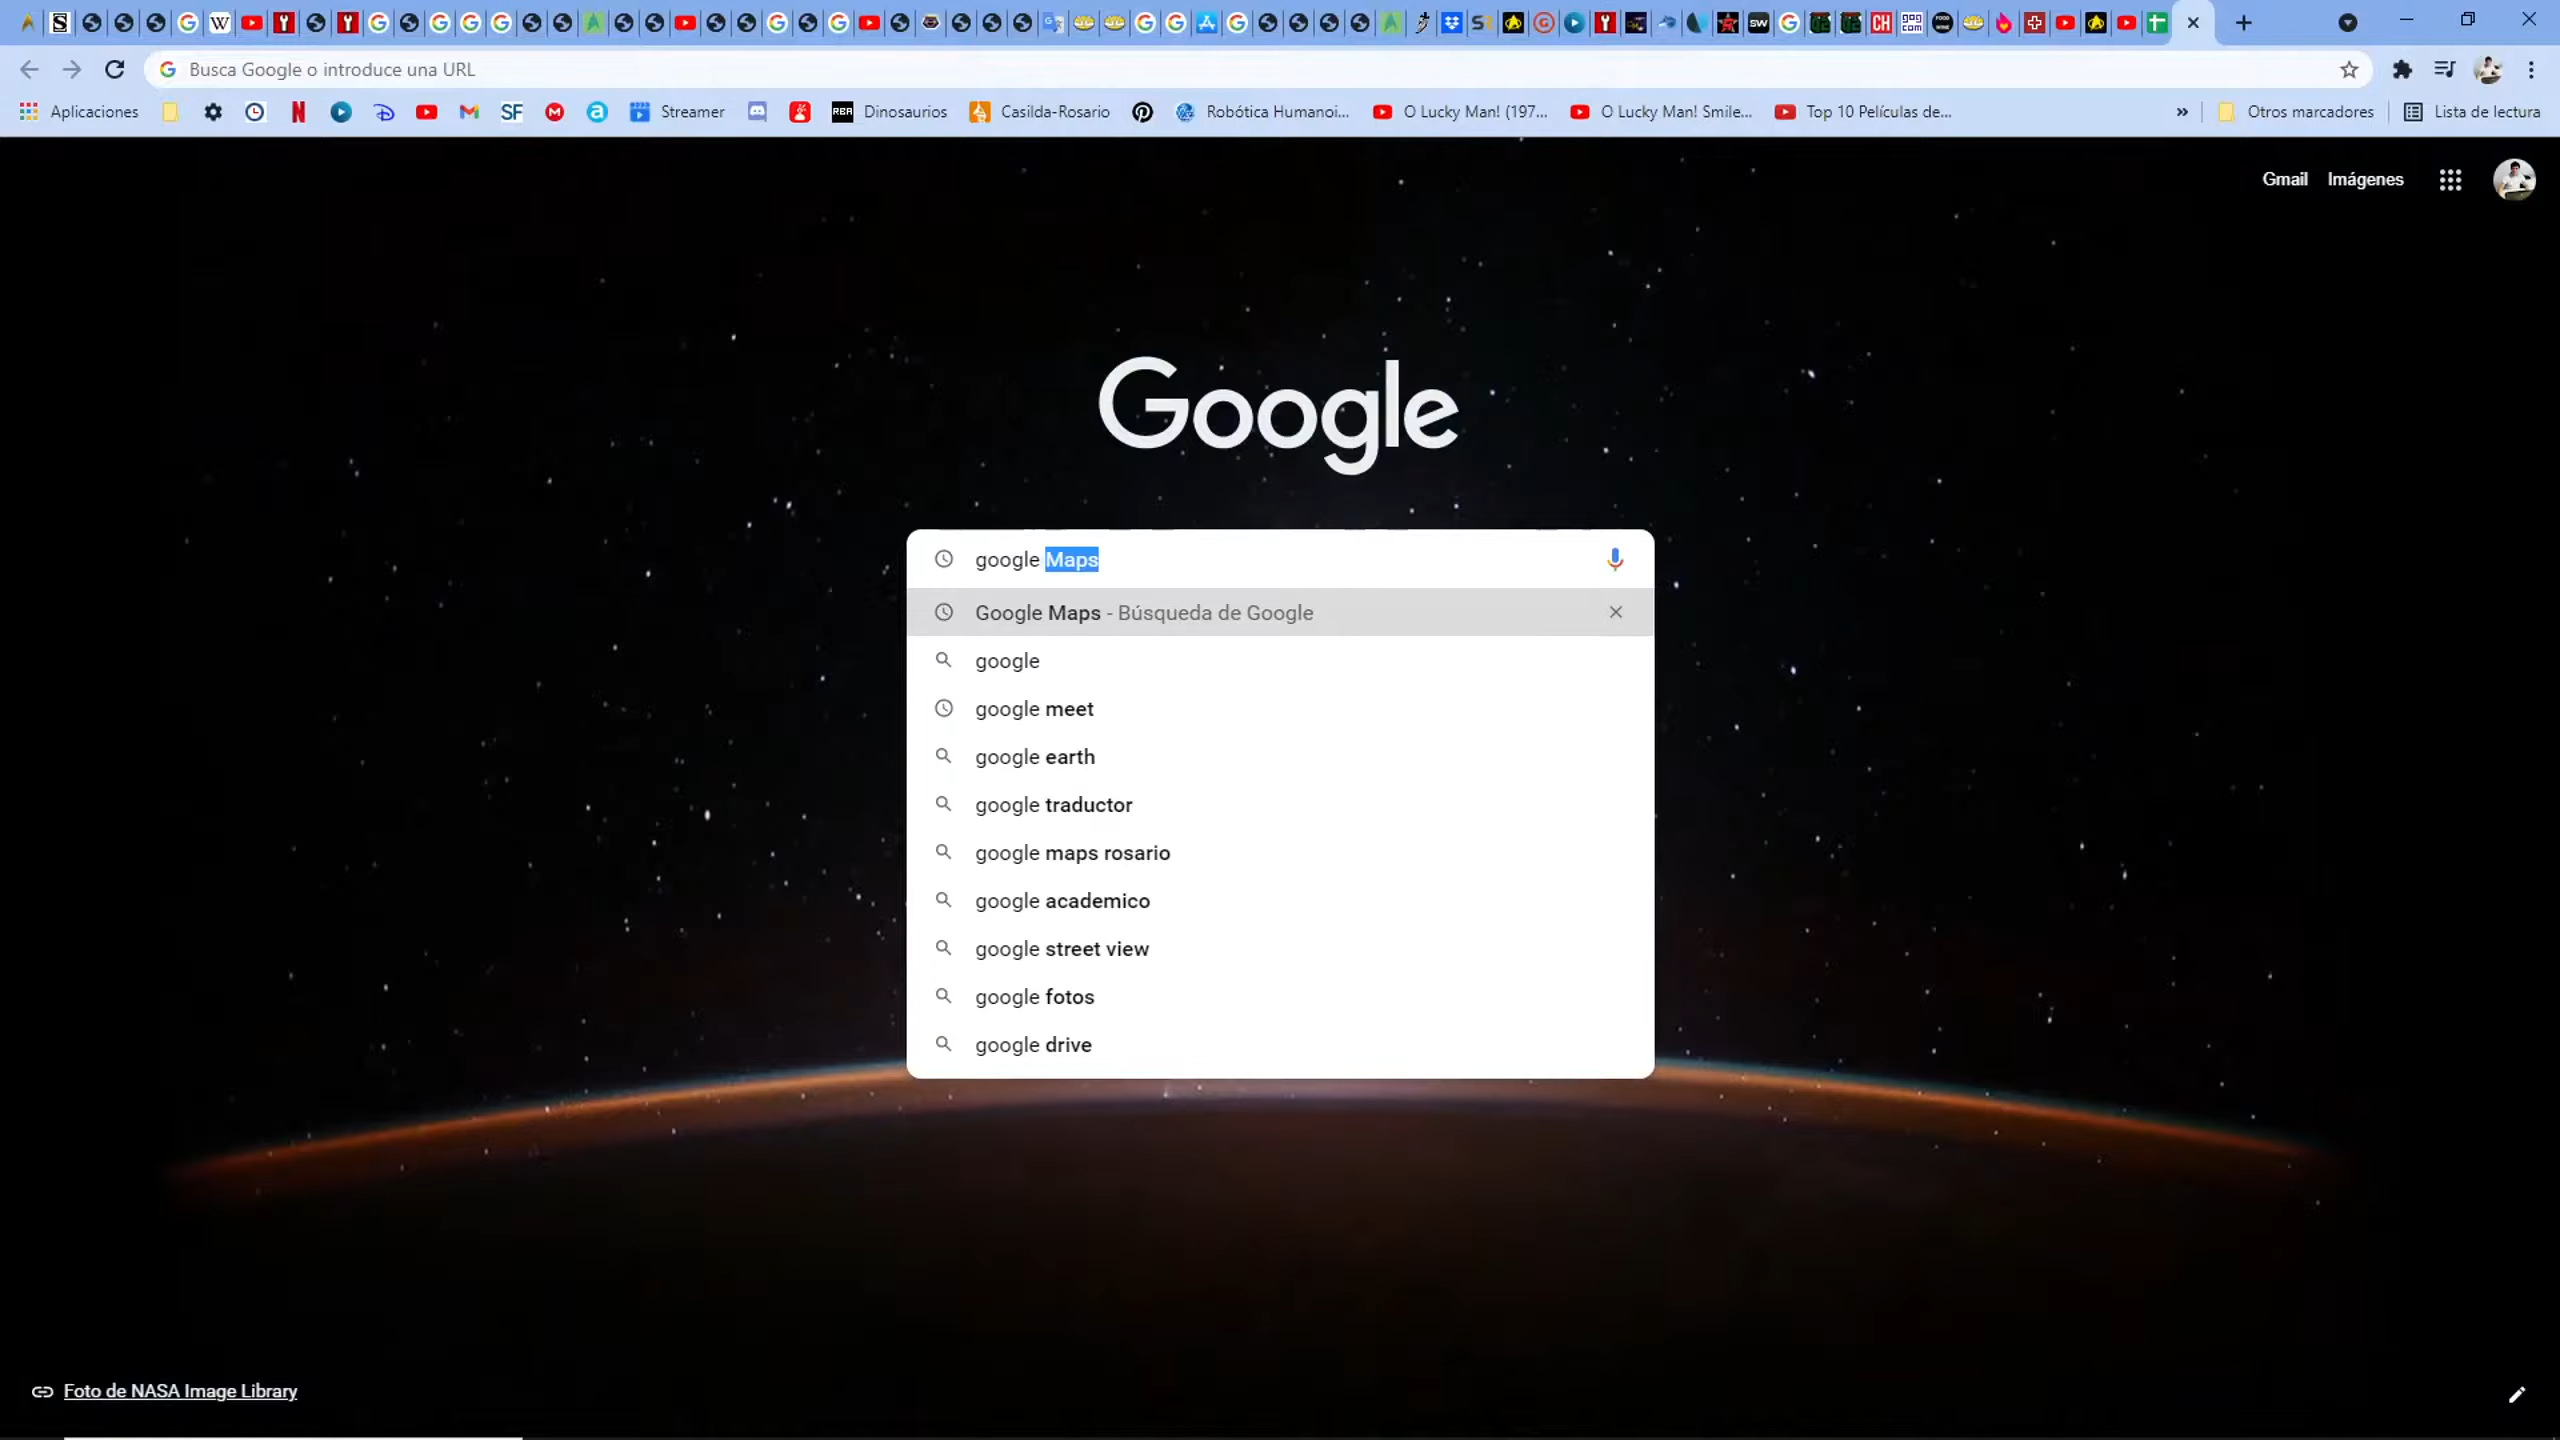 Busca Google o introduce una URL
Aplicaciones
SF
Streamer
RBA
Dinosaurios
Casilda-Rosario
Robótica Humanoi...
O Lucky Man! (197...
O Lucky Man! Smile...
Top 10 Películas de...
»
Otros marcadores
Lista de lectura
Gmail
Imágenes
Google
google Maps
Google Maps - Búsqueda de Google
google
google meet
google earth
google traductor
google maps rosario
google academico
google street view
google fotos
google drive
Foto de NASA Image Library